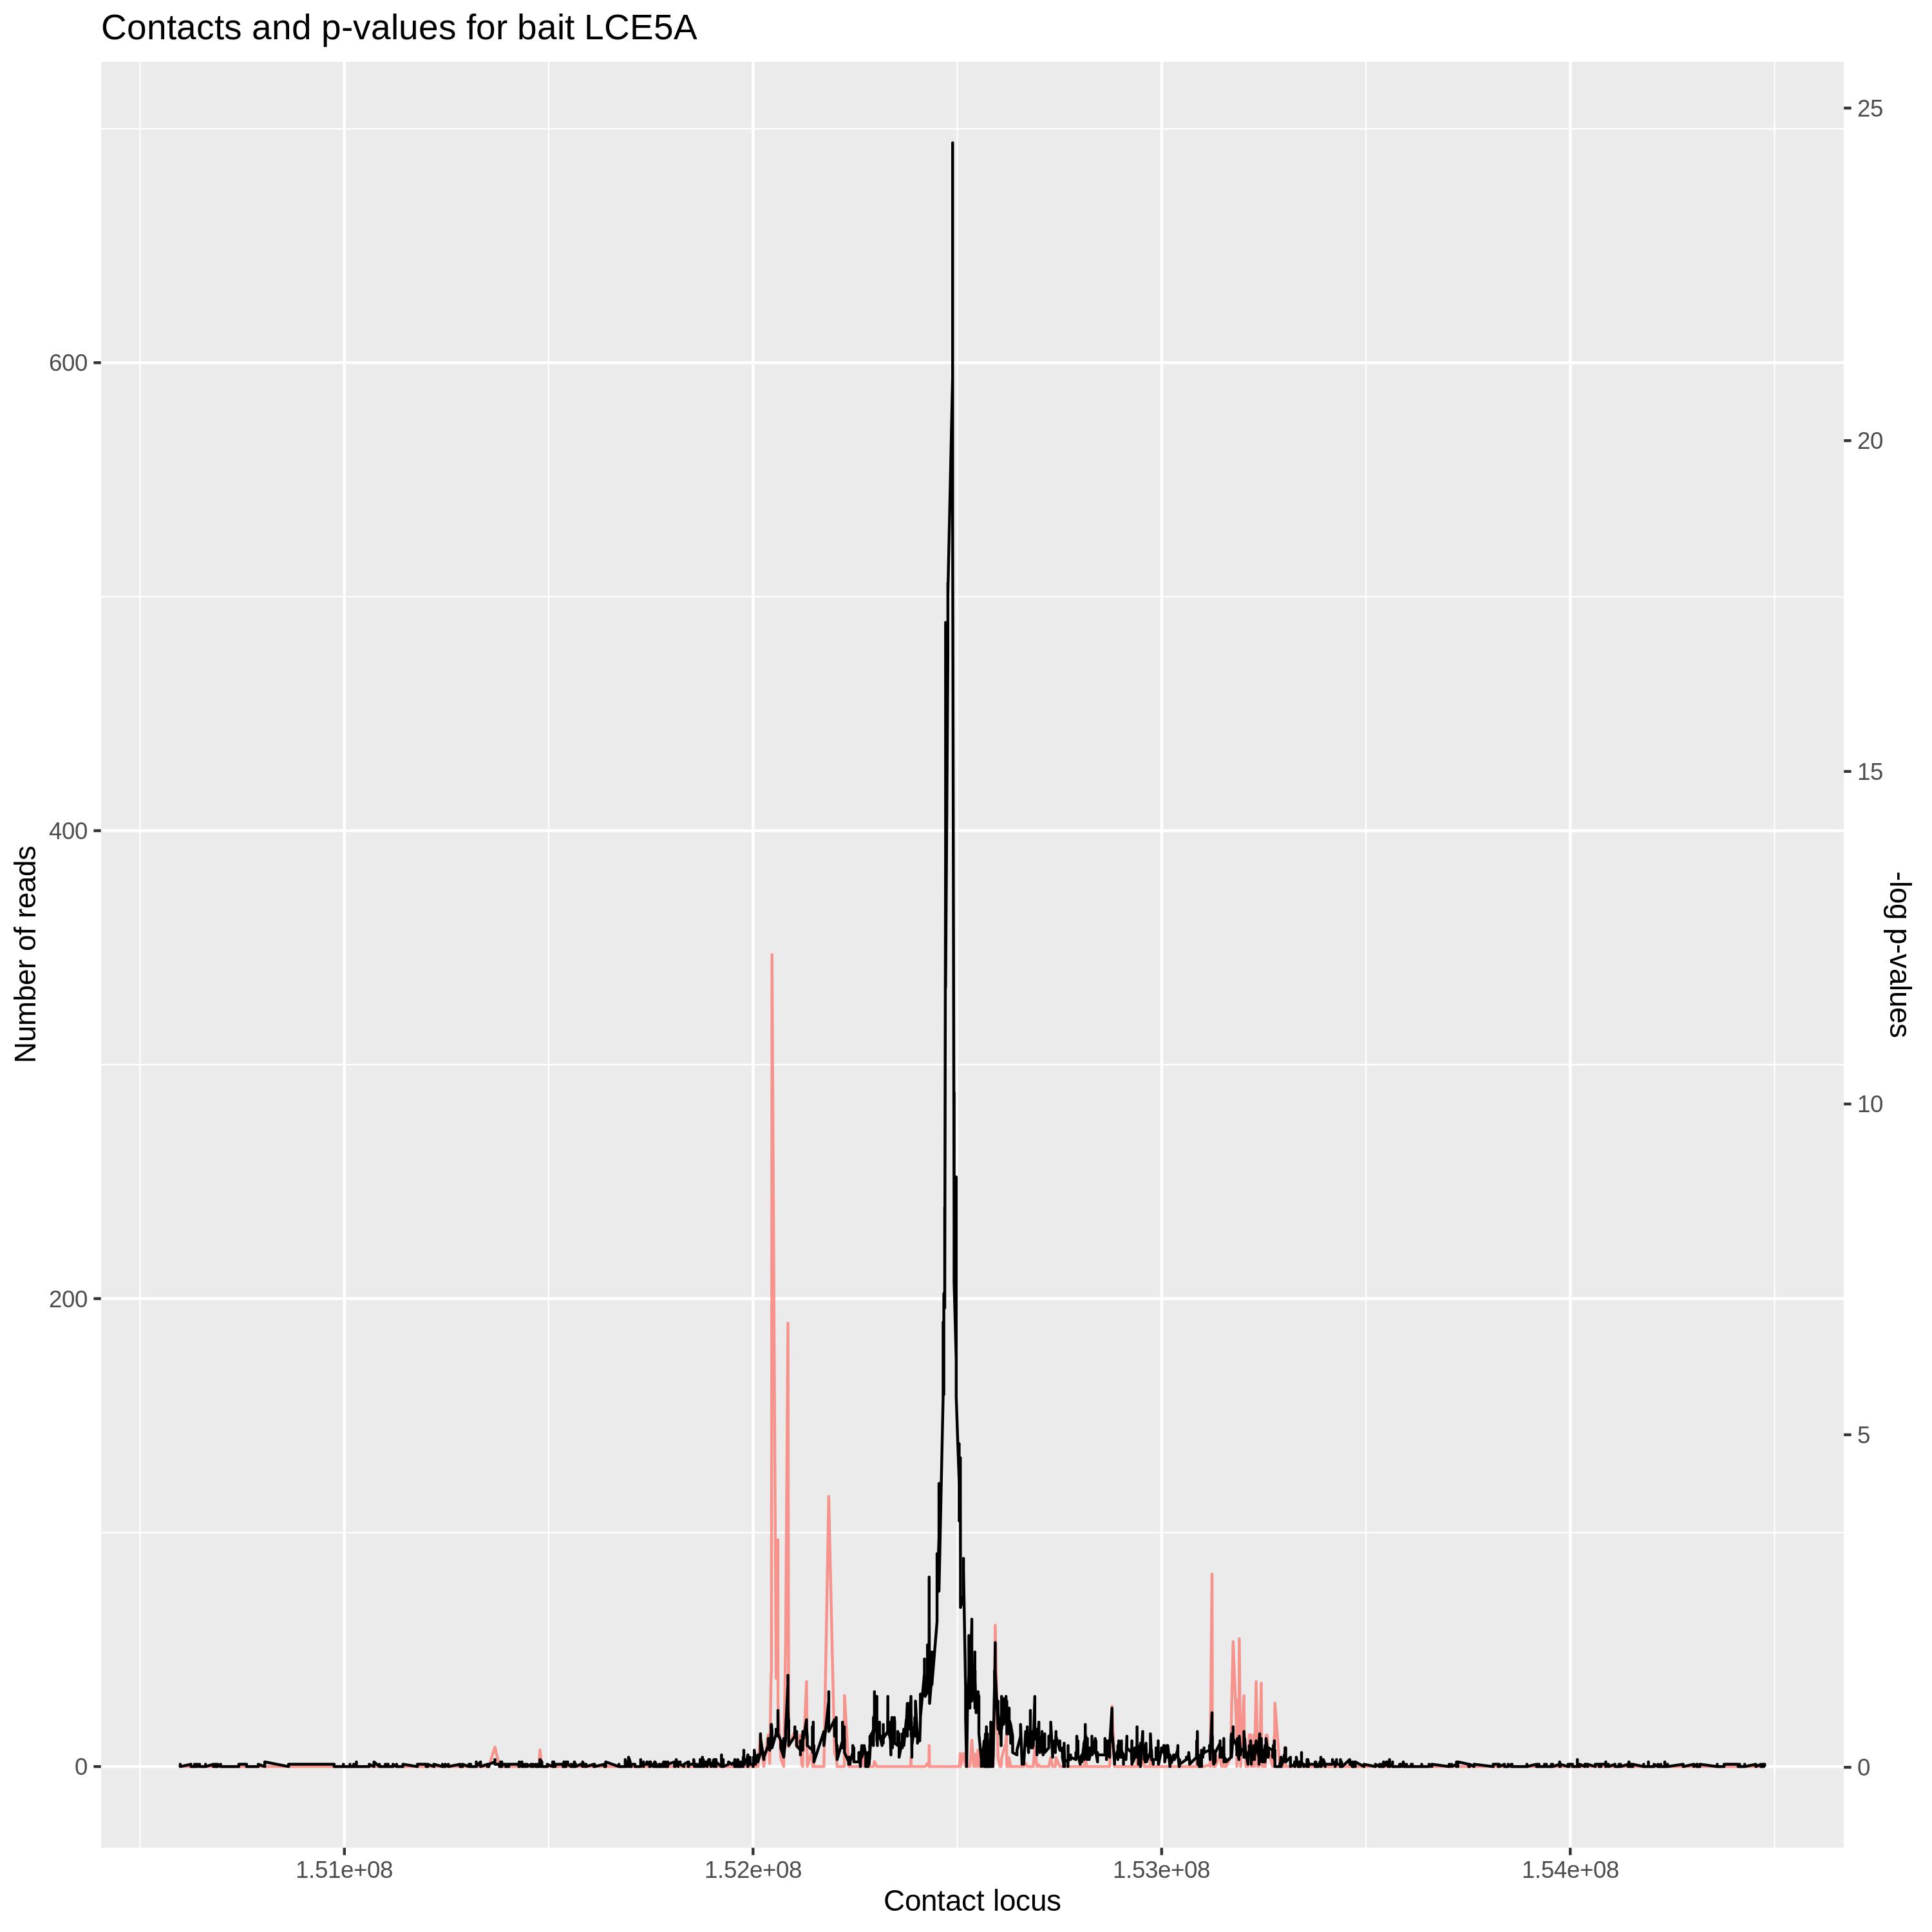 Contacts and p-values for bait LCE5A
25
600
20
15
400
Number of reads
-log p-values
10
200
5
0
0
1.51e+08
1.52e+08
1.53e+08
1.54e+08
Contact locus